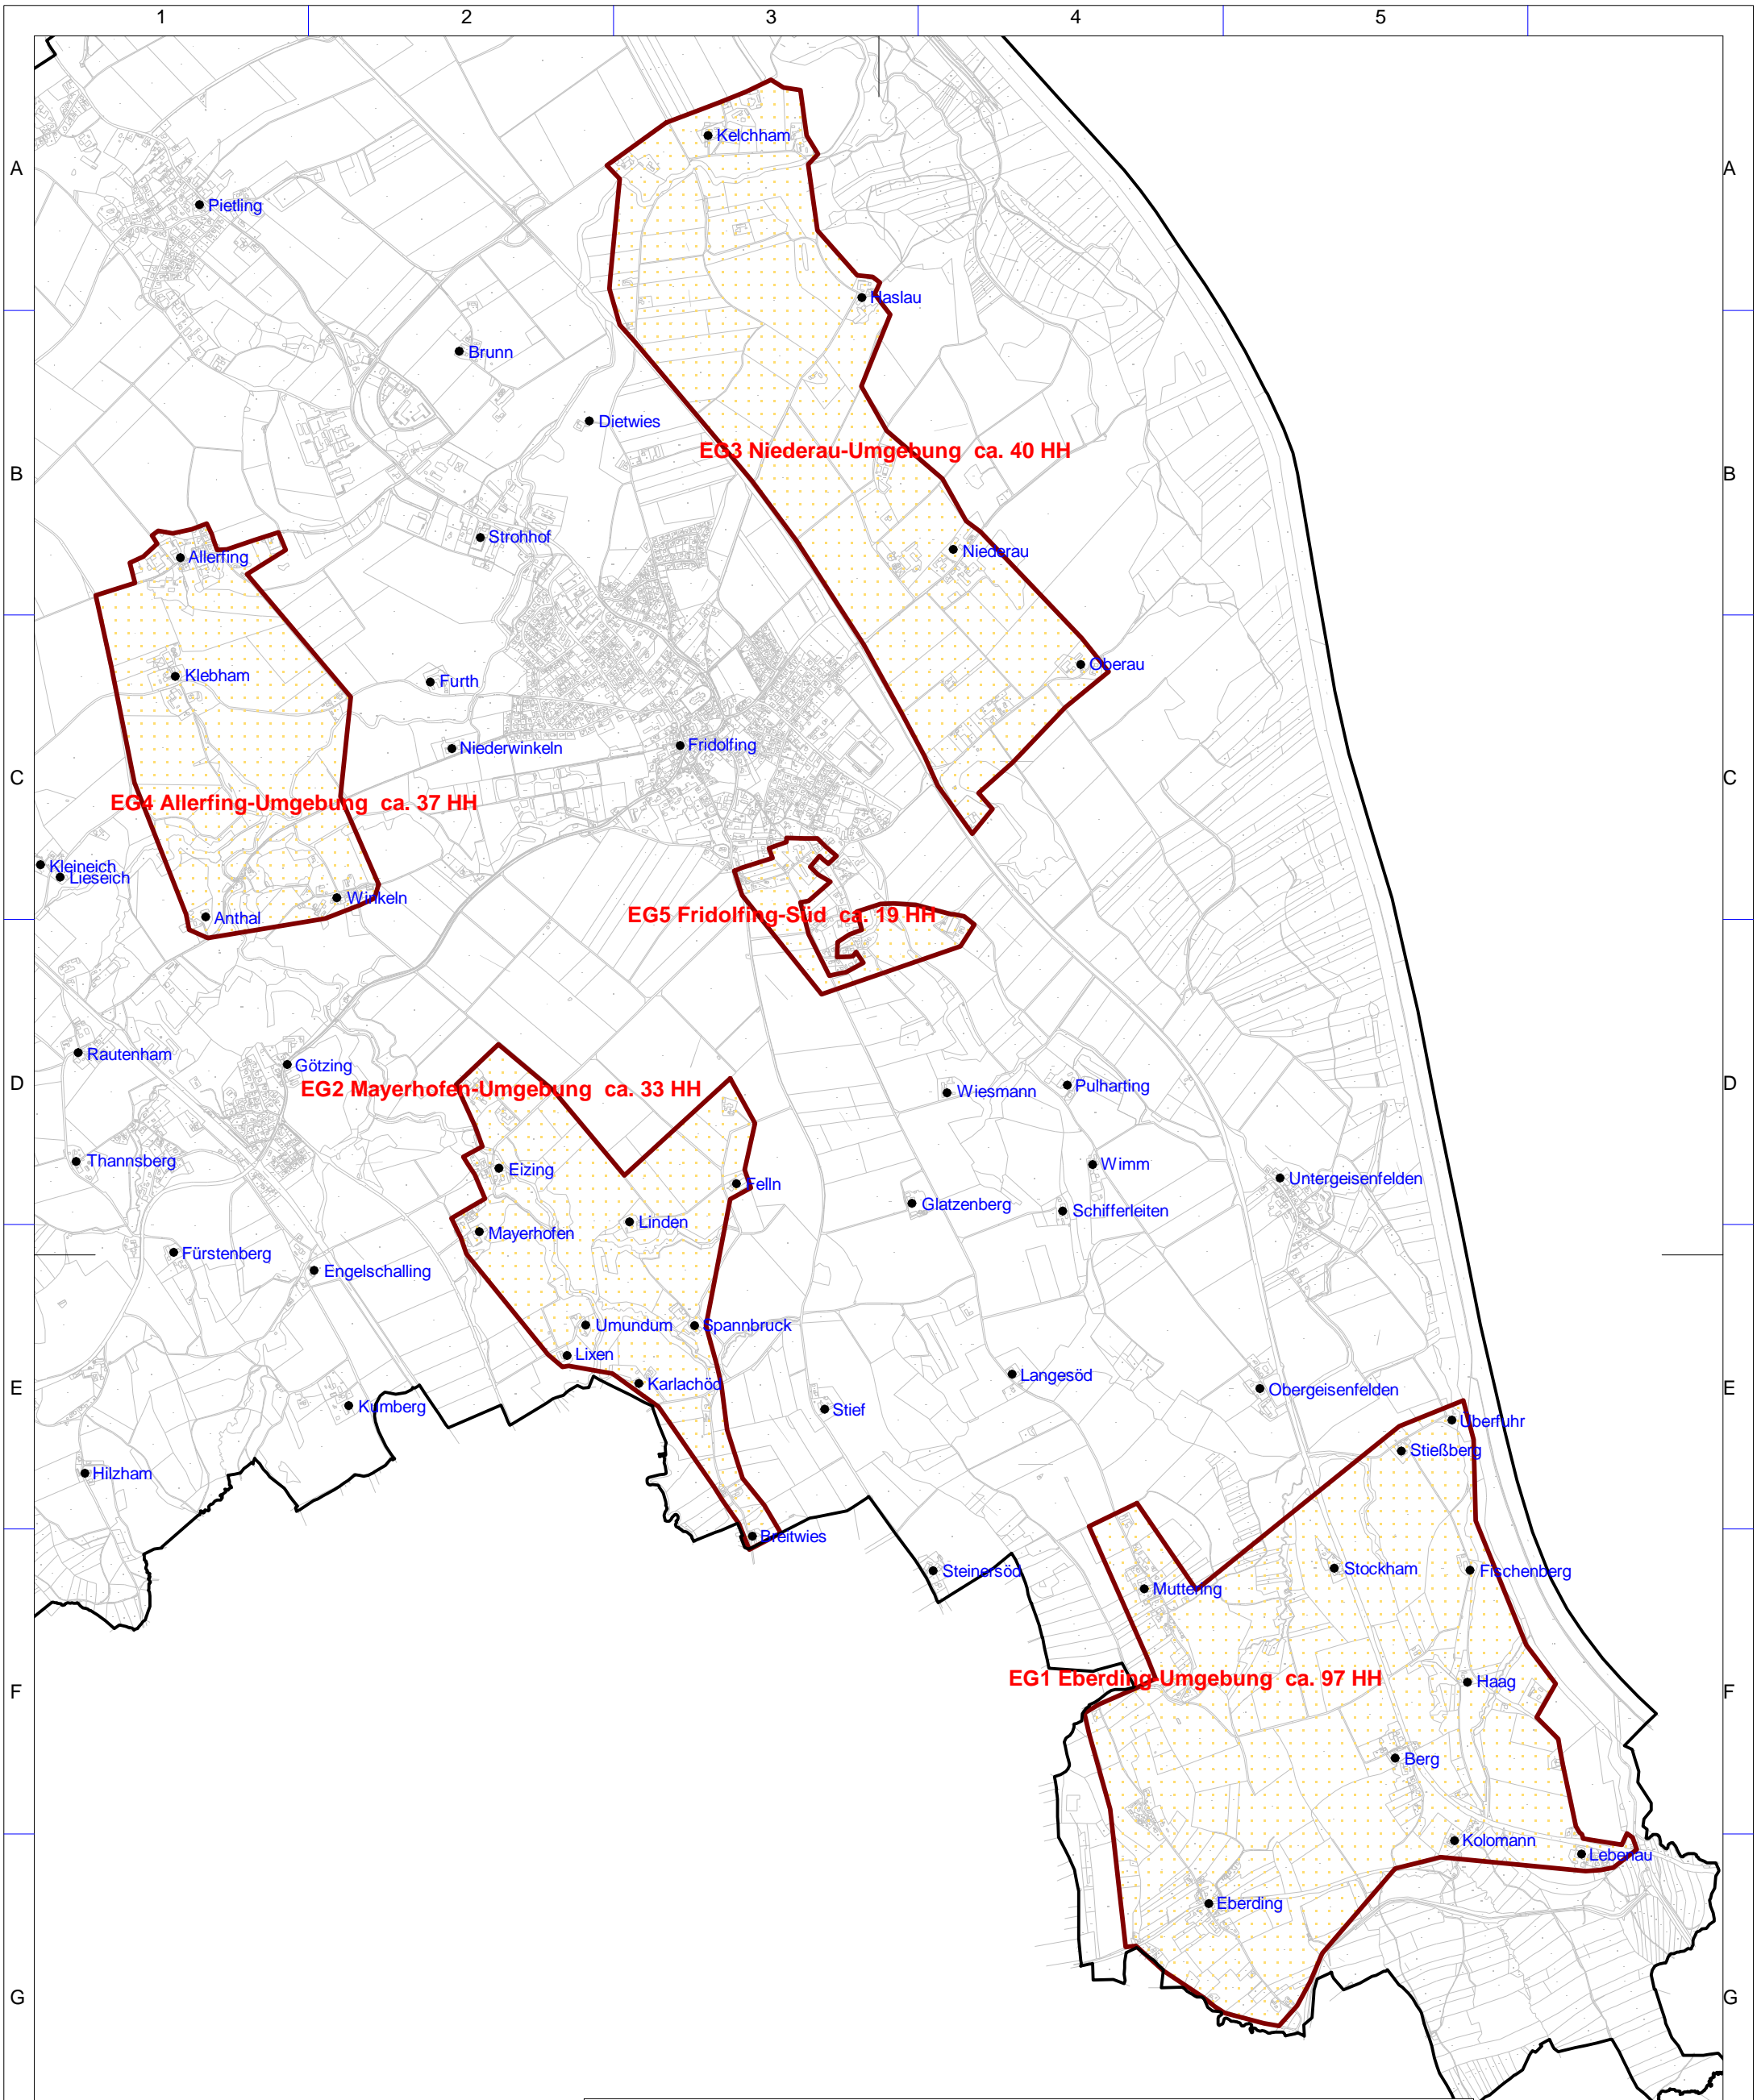 1 2 3 4 5
A A
Kelchham
Pietling
Haslau
Brunn
Dietwies
EG3 Niederau-Umgebung ca. 40 HH
B B
Strohhof
Niederau
Allerfing
Oberau
Klebham
Furth
Fridolfing
Niederwinkeln
C C
EG4 Allerfing-Umgebung ca. 37 HH
Kleineich
Lieseich
Winkeln
EG5 Fridolfing-Süd ca. 19 HH
Anthal
Rautenham
Götzing
D D
EG2 Mayerhofen-Umgebung ca. 33 HH
Wiesmann
Pulharting
Thannsberg
Eizing
Wimm
Untergeisenfelden
Felln
Glatzenberg
Schifferleiten
Linden
Mayerhofen
Fürstenberg
Engelschalling
Umundum
Spannbruck
Lixen
Langesöd
Karlachöd
E E
Obergeisenfelden
Kumberg
Stief
Überfuhr
Stießberg
Hilzham
Breitwies
Steinersöd
Stockham
Fischenberg
Muttering
EG1 Eberding-Umgebung ca. 97 HH
Haag
F F
Berg
Kolomann
Lebenau
Eberding
G G